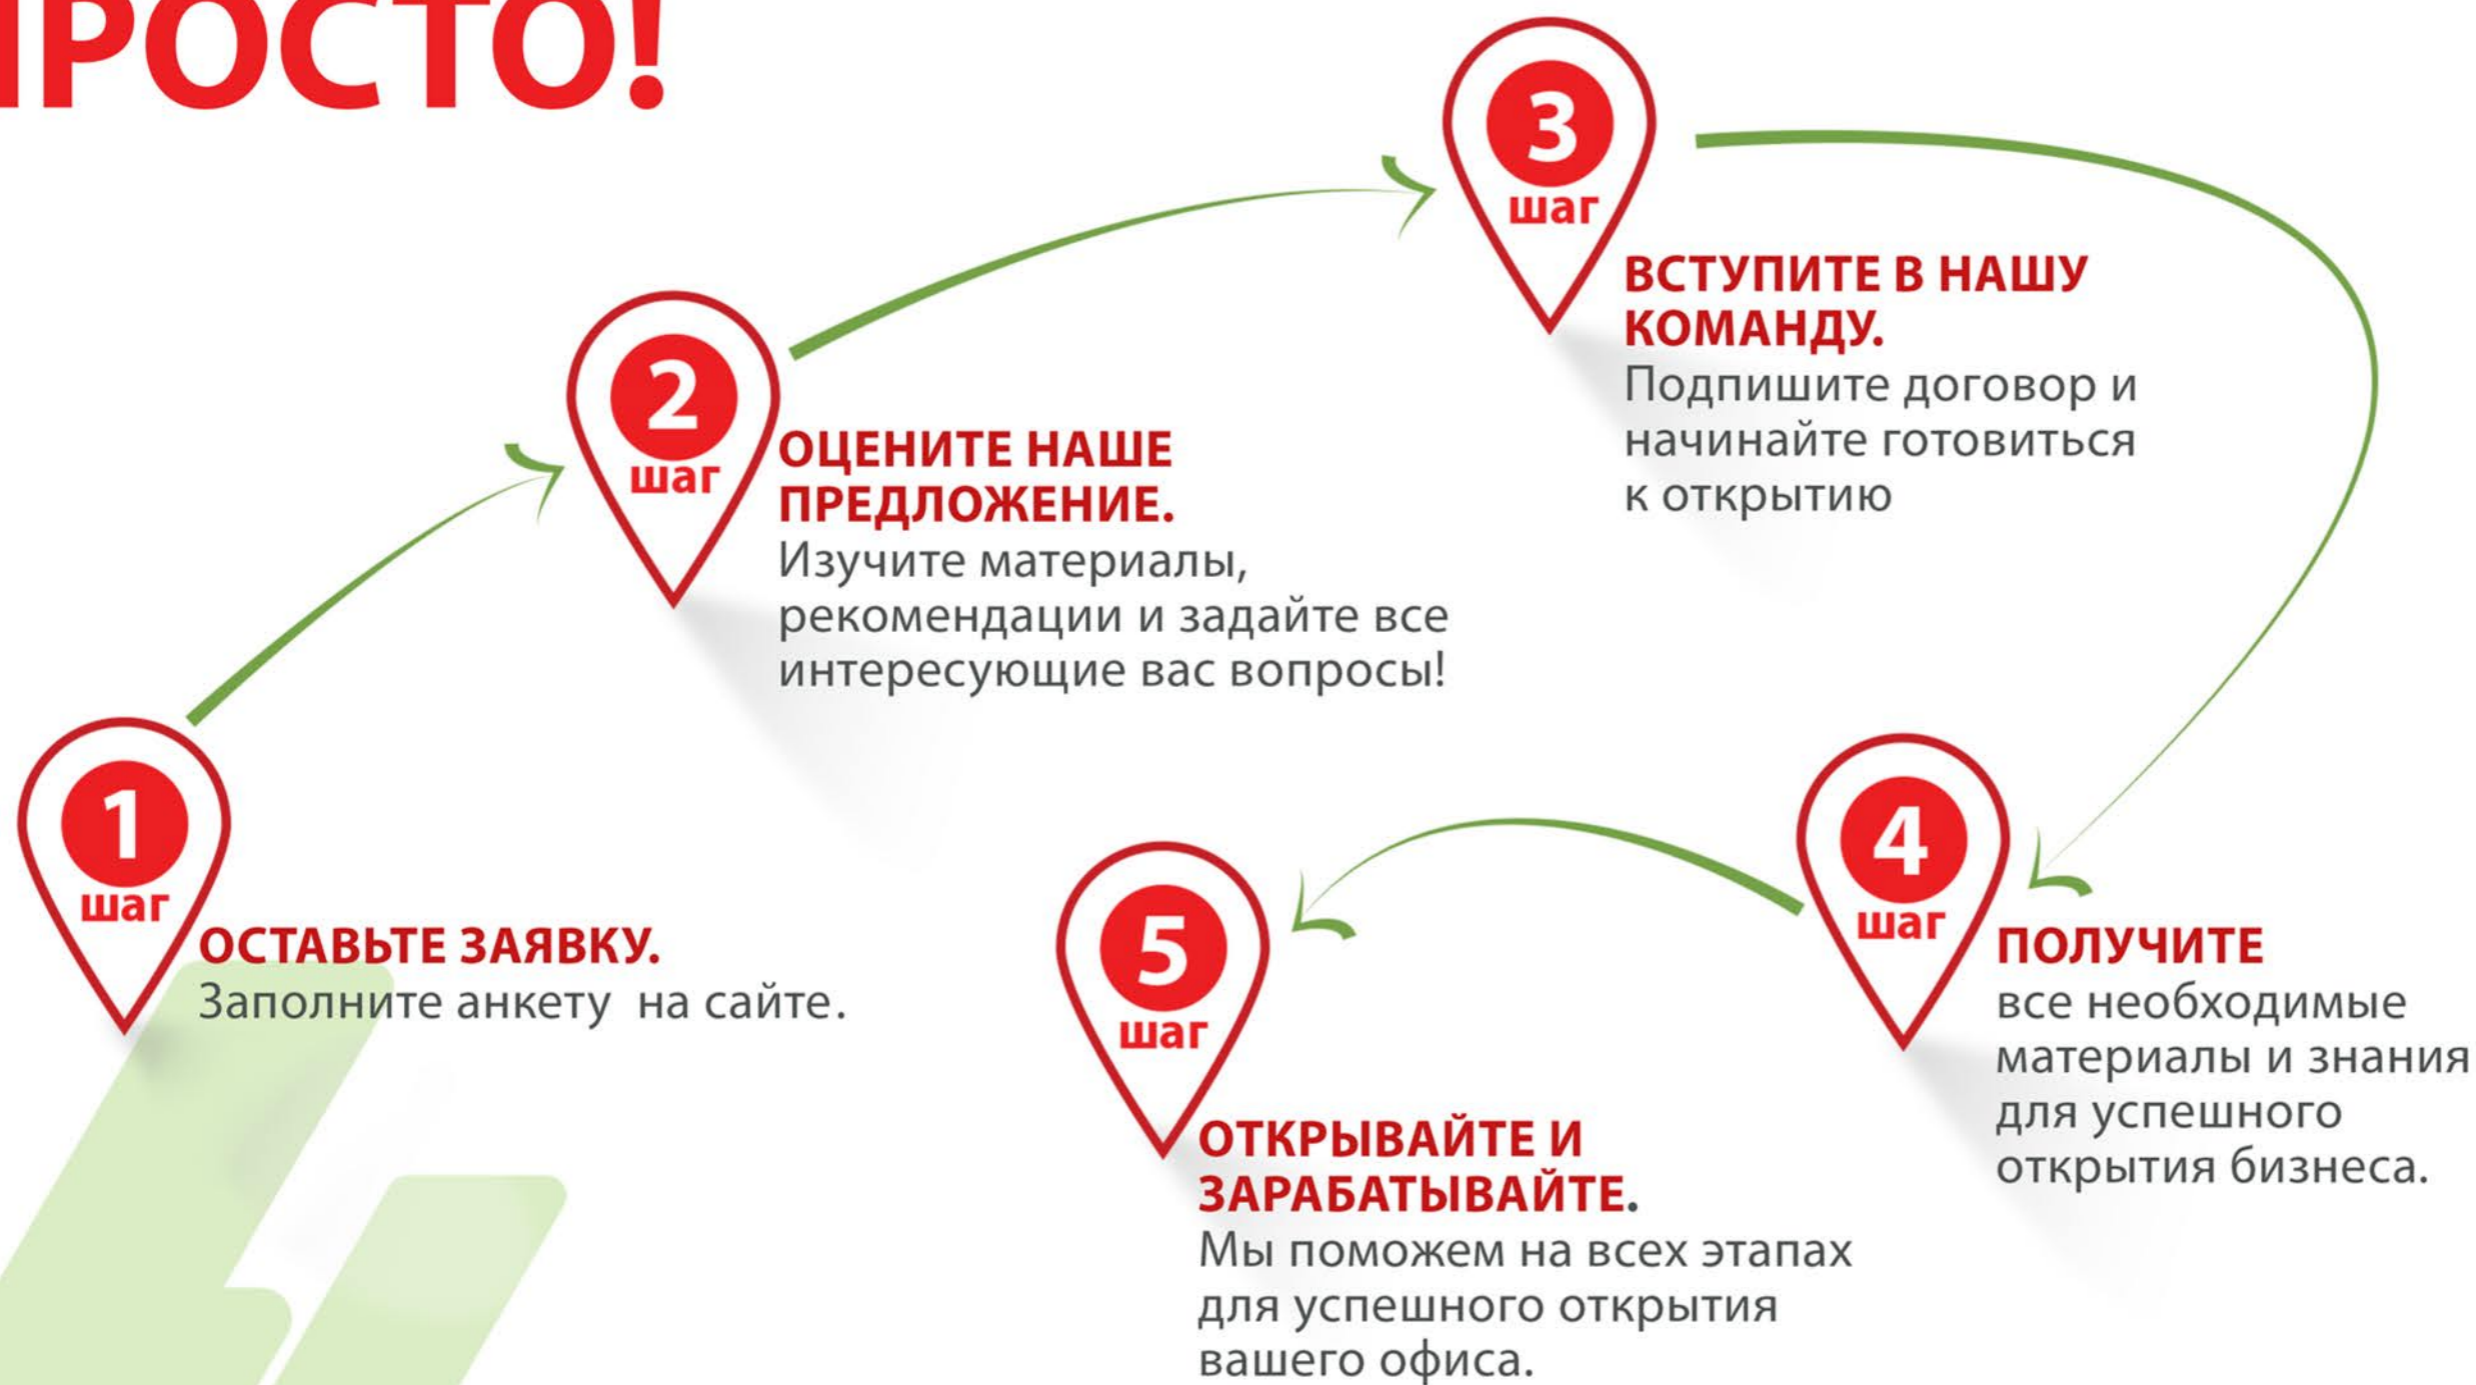 ПРОСТО!
1
шаг
ОСТАВЬТЕ ЗАЯВКУ.
Заполните анкету на сайте.
2
шаг
ОЦЕНИТЕ НАШЕ
ПРЕДЛОЖЕНИЕ.
Изучите материалы,
рекомендации и задайте все
интересующие вас вопросы!
3
шаг
ВСТУПИТЕ В НАШУ
КОМАНДУ.
Подпишите договор и
начинайте готовиться
к открытию
4
шаг
ПОЛУЧИТЕ
все необходимые
материалы и знания
для успешного
открытия бизнеса.
5
шаг
ОТКРЫВАЙТЕ И
ЗАРАБАТЫВАЙТЕ.
Мы поможем на всех этапах
для успешного открытия
вашего офиса.